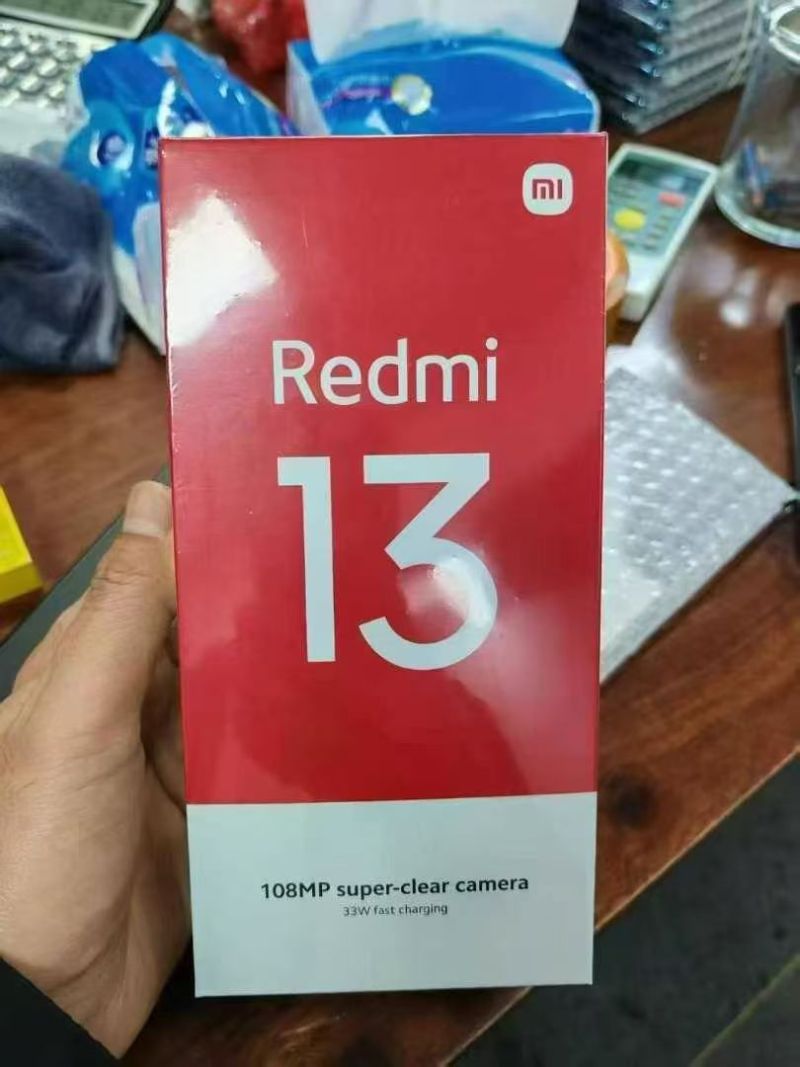 mi
Redmi
13
108MP super-clear camera
33W fast charging